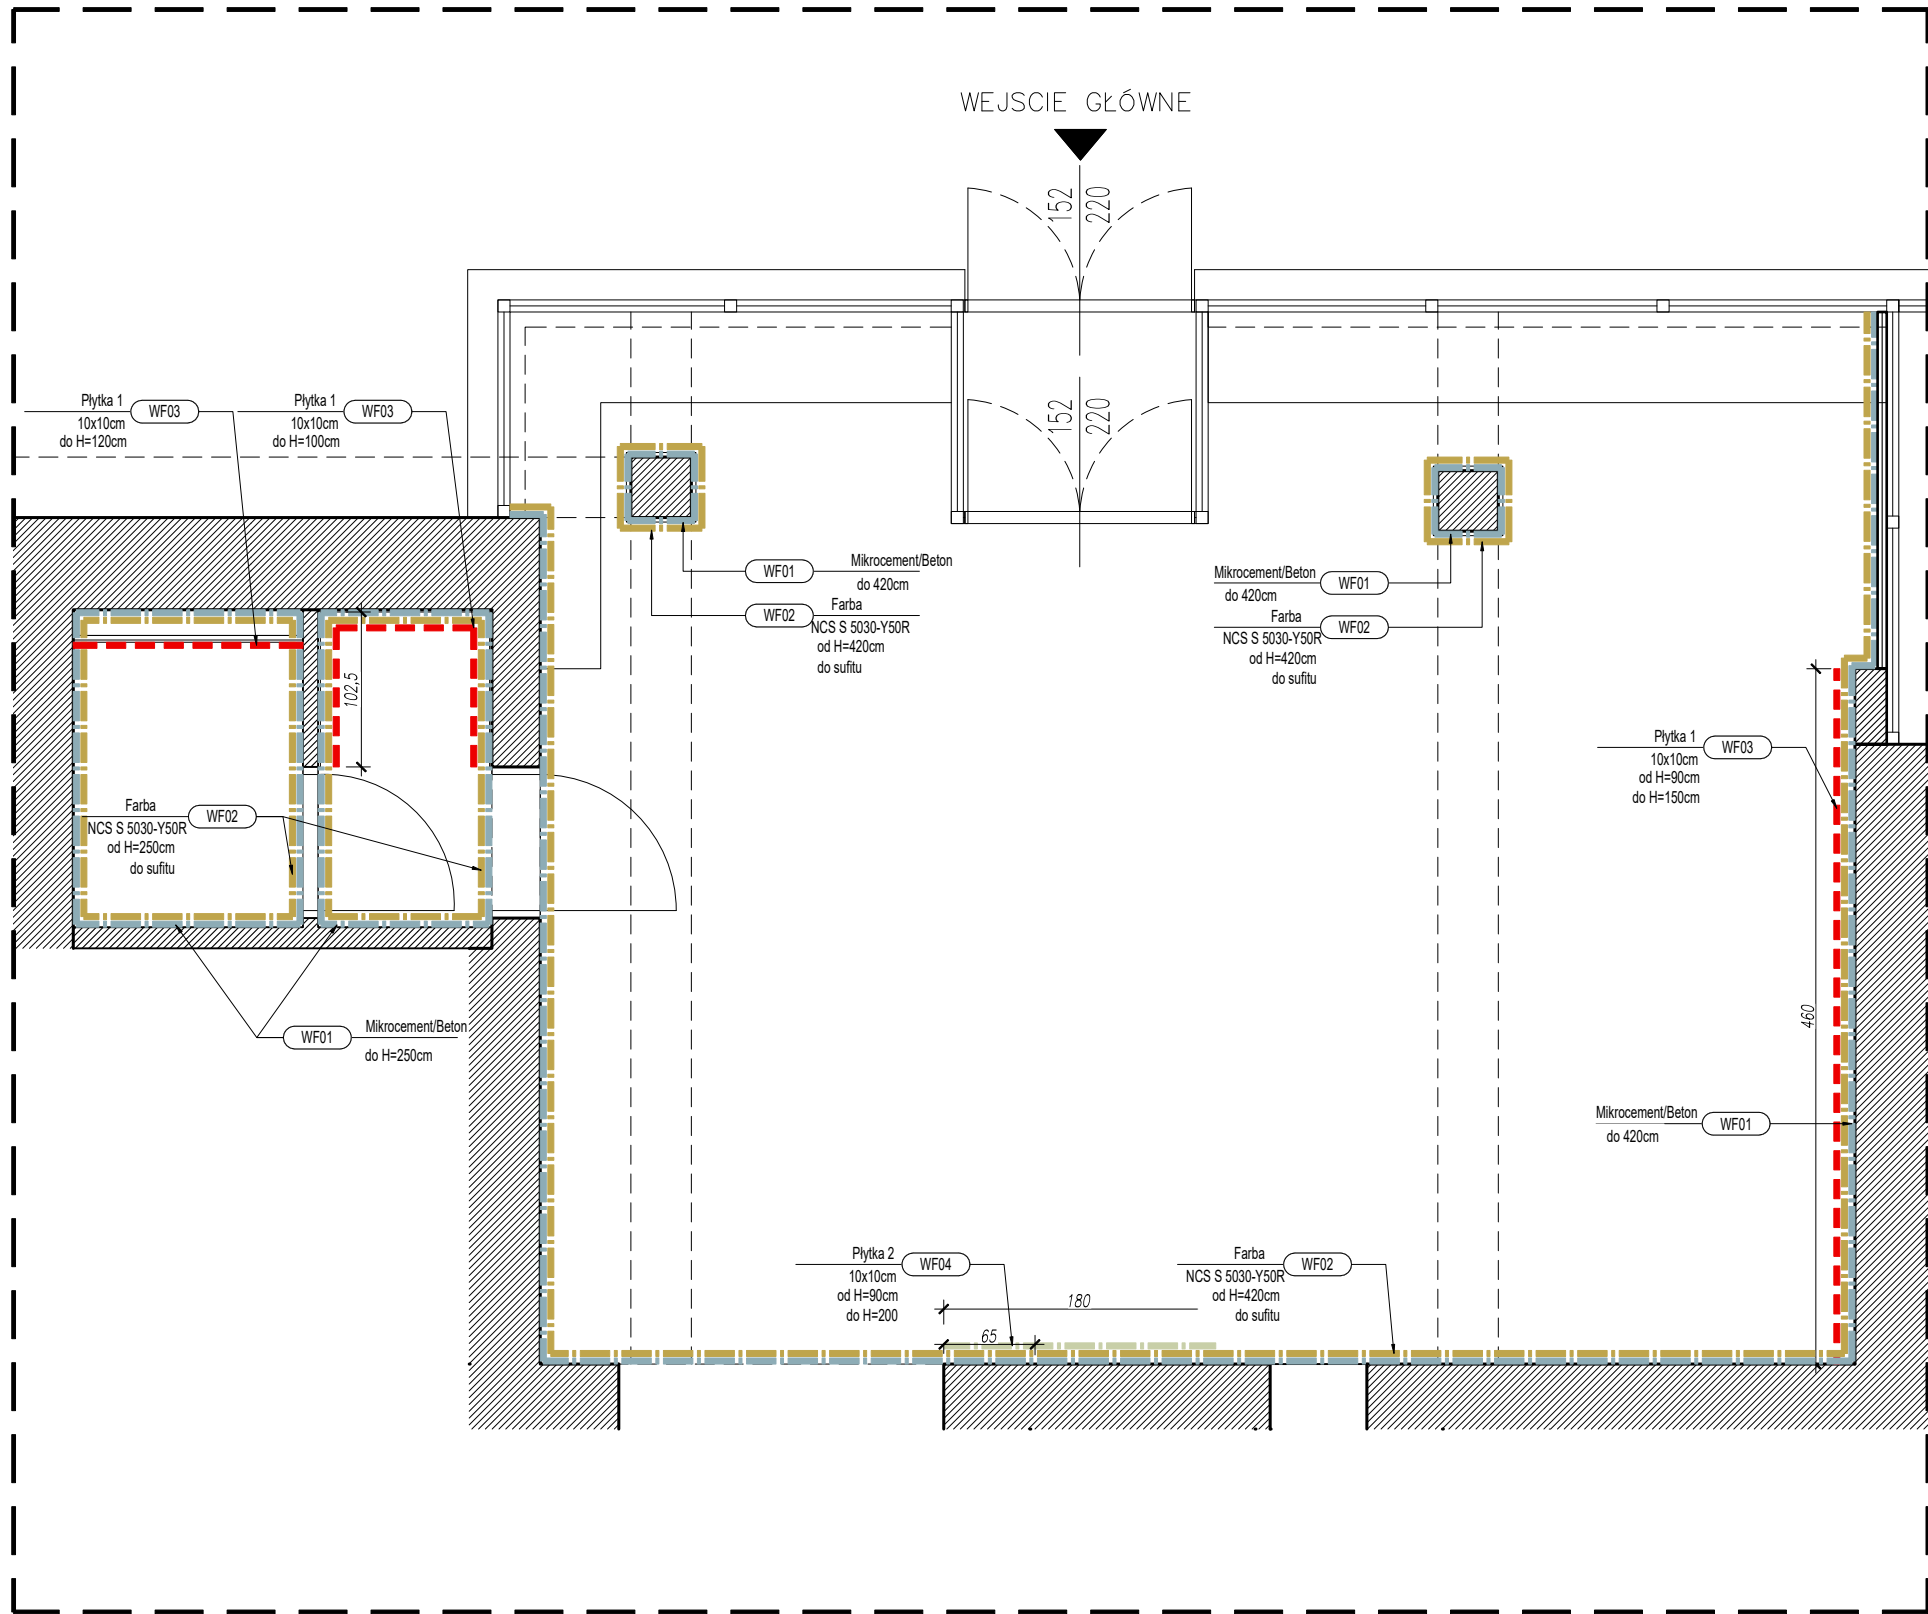 WEJSCIE GŁÓWNE
152
220
152
220
Płytka 1
WF03
10x10cm
do H=120cm
Płytka 1
WF03
10x10cm
do H=100cm
WF01
Mikrocement/Beton
do 420cm
WF02
Farba
NCS S 5030-Y50R
od H=420cm
do sufitu
Mikrocement/Beton
WF01
do 420cm
Farba
WF02
NCS S 5030-Y50R
od H=420cm
do sufitu
102,5
Płytka 1
WF03
10x10cm
od H=90cm
do H=150cm
Farba
WF02
NCS S 5030-Y50R
od H=250cm
do sufitu
WF01
Mikrocement/Beton
do H=250cm
460
Mikrocement/Beton
WF01
do 420cm
Płytka 2
WF04
10x10cm
od H=90cm
do H=200
Farba
WF02
NCS S 5030-Y50R
od H=420cm
do sufitu
180
65